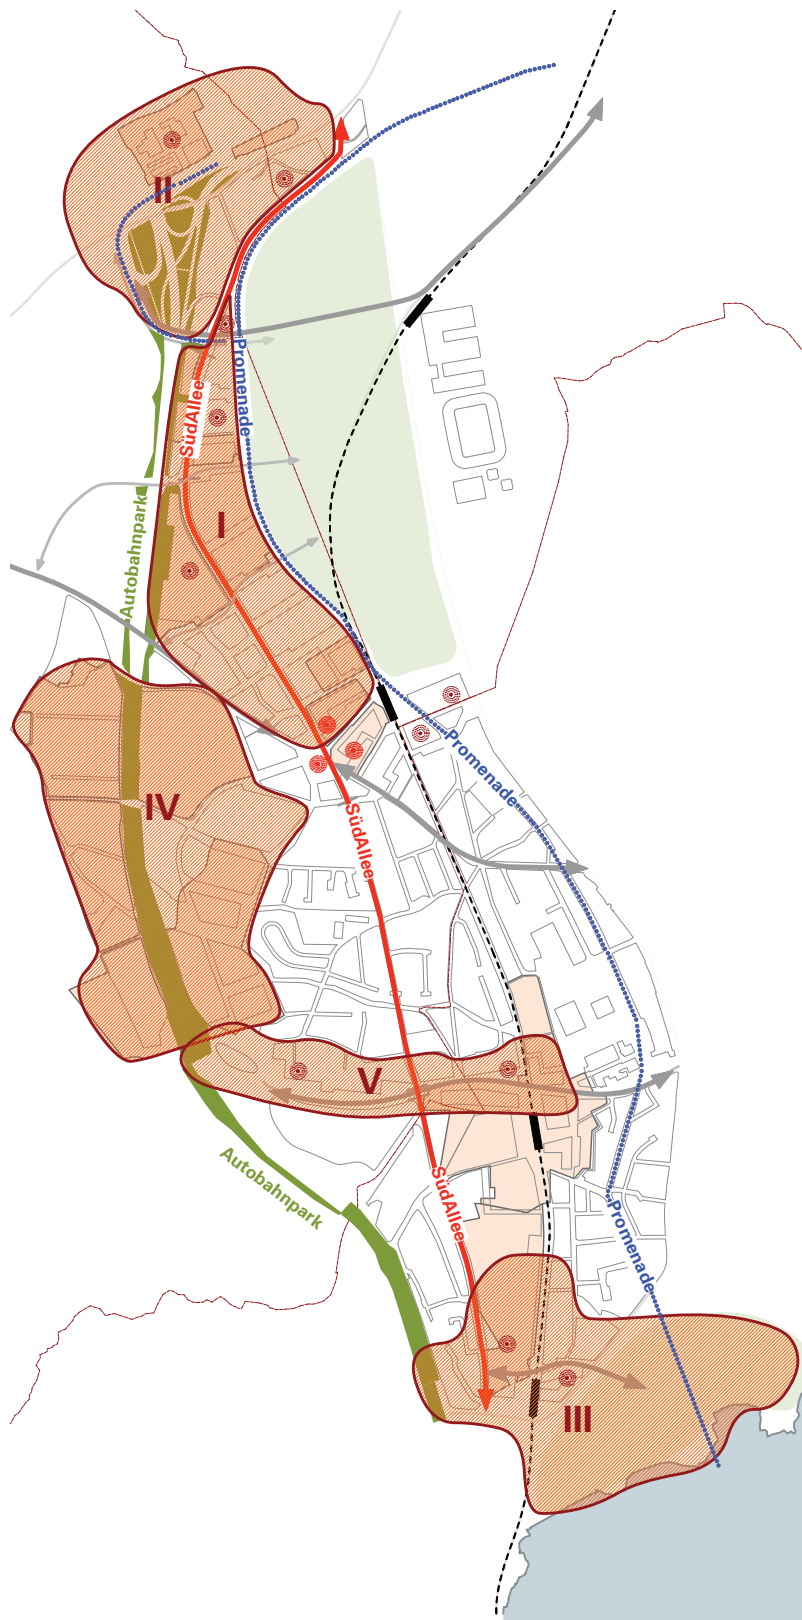 II
Promenade
SüdAllee
I
Autobahnpark
Promenade
IV
SüdAllee
V
Autobahnpark
SüdAllee
Promenade
III